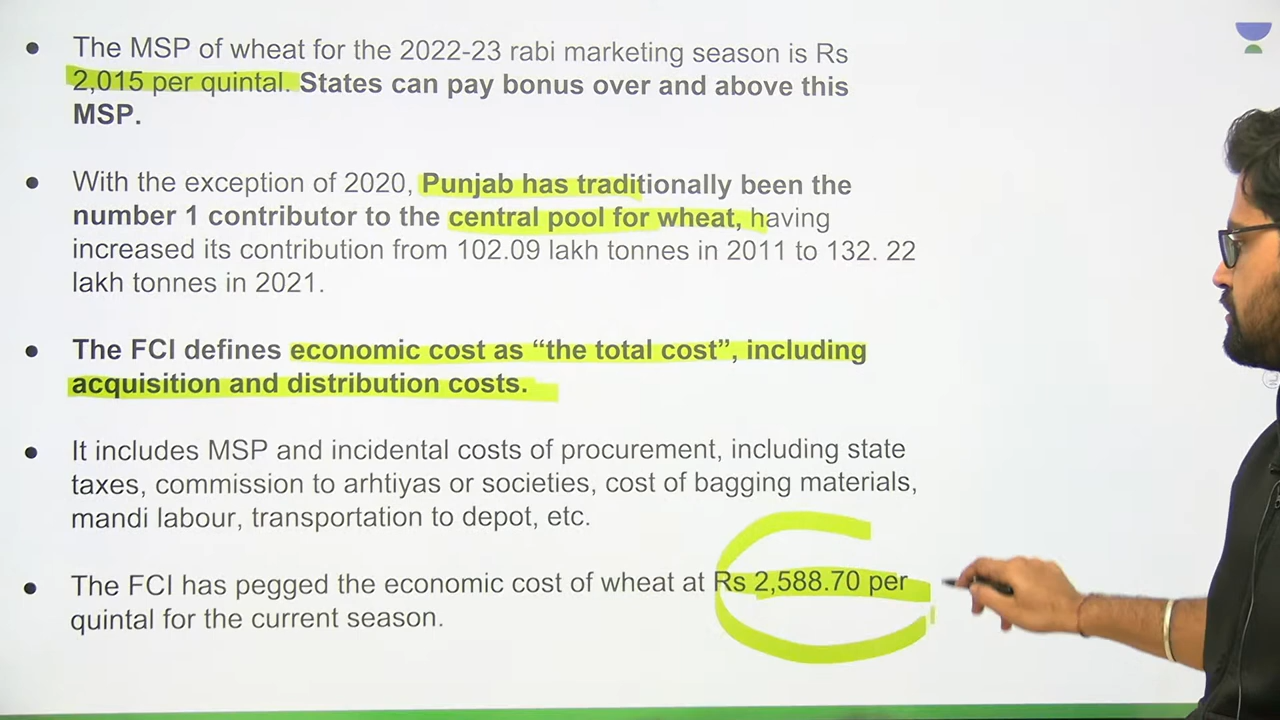 ● The MSP of wheat for the 2022-23 rabi marketing season is Rs
2,015 per quintal. States can pay bonus over and above this
MSP.
● With the exception of 2020, Punjab has traditionally been the
number 1 contributor to the central pool for wheat, having
increased its contribution from 102.09 lakh tonnes in 2011 to 132. 22
lakh tonnes in 2021.
● The FCI defines economic cost as “the total cost”, including
acquisition and distribution costs.
● It includes MSP and incidental costs of procurement, including state
taxes, commission to arhtiyas or societies, cost of bagging materials,
mandi labour, transportation to depot, etc.
● The FCI has pegged the economic cost of wheat at Rs 2,588.70 per
quintal for the current season.